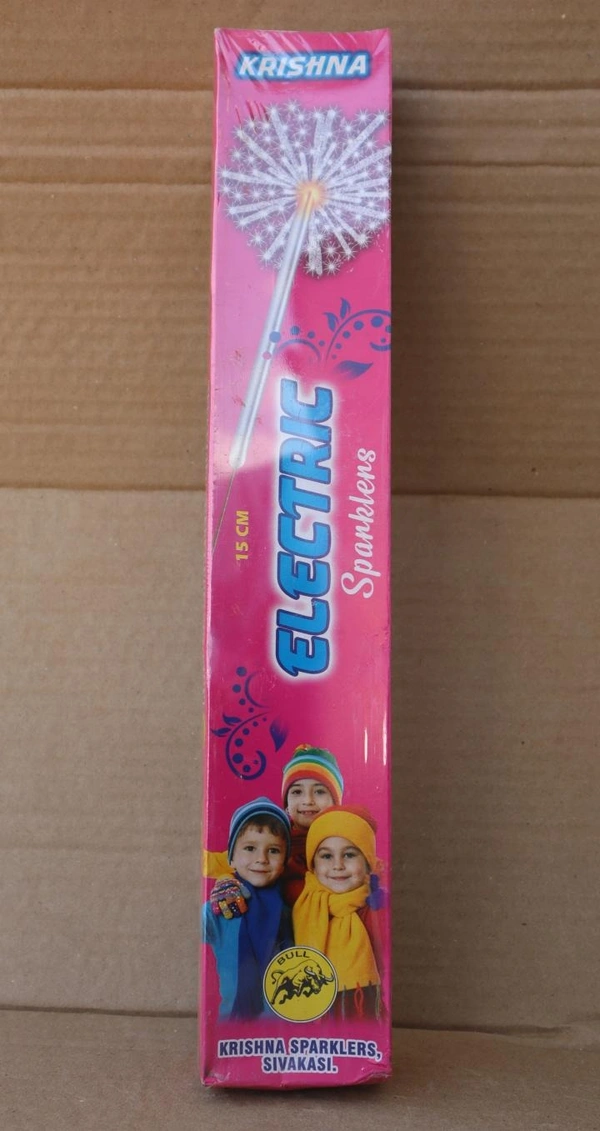 KRISHNA
15 CM
ELECTRIC
Sparklers
BULL
KRISHNA SPARKLERS,
SIVAKASI.